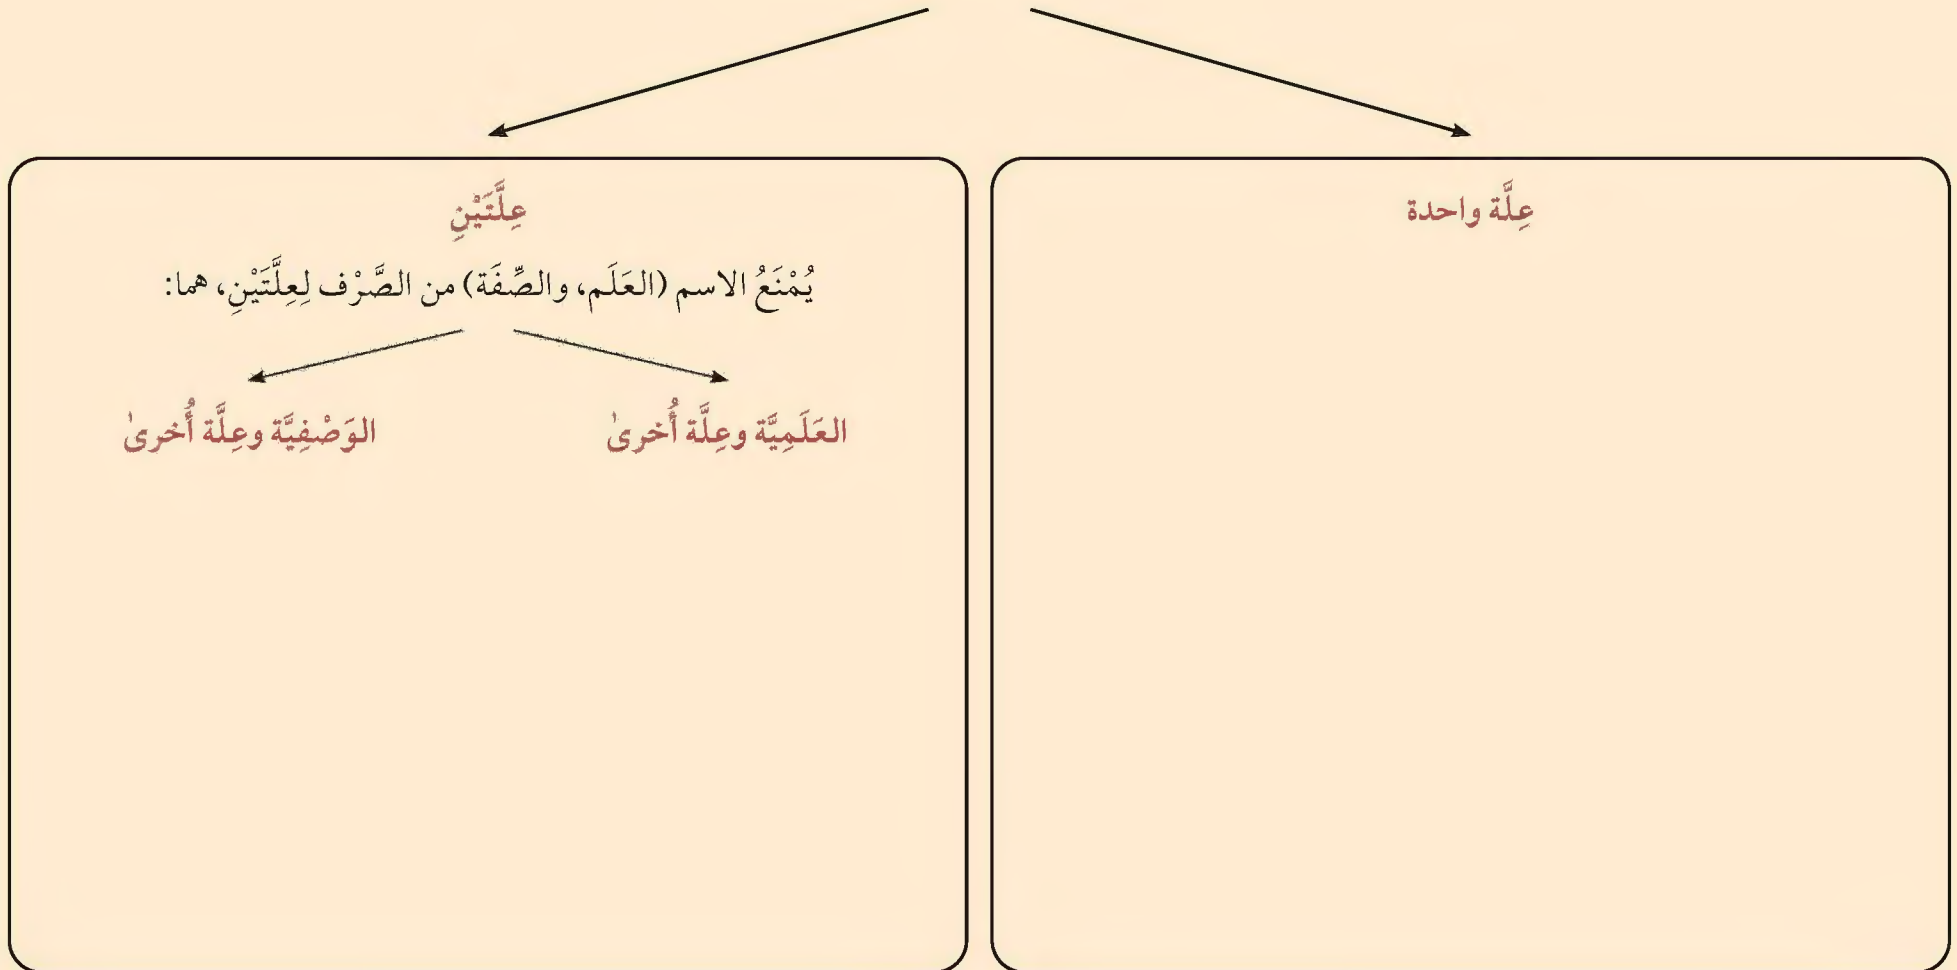 عِلَّة واحدة
عِلَّتَيْنِ
يُمْنَعُ الاسم (العَلَم، والصِّفَة) من الصَّرْف لِعِلَّتَيْنِ، هما:
العَلَمِيَّة وعِلَّة أُخرىٰ
الوَصْفِيَّة وعِلَّة أُخرىٰ